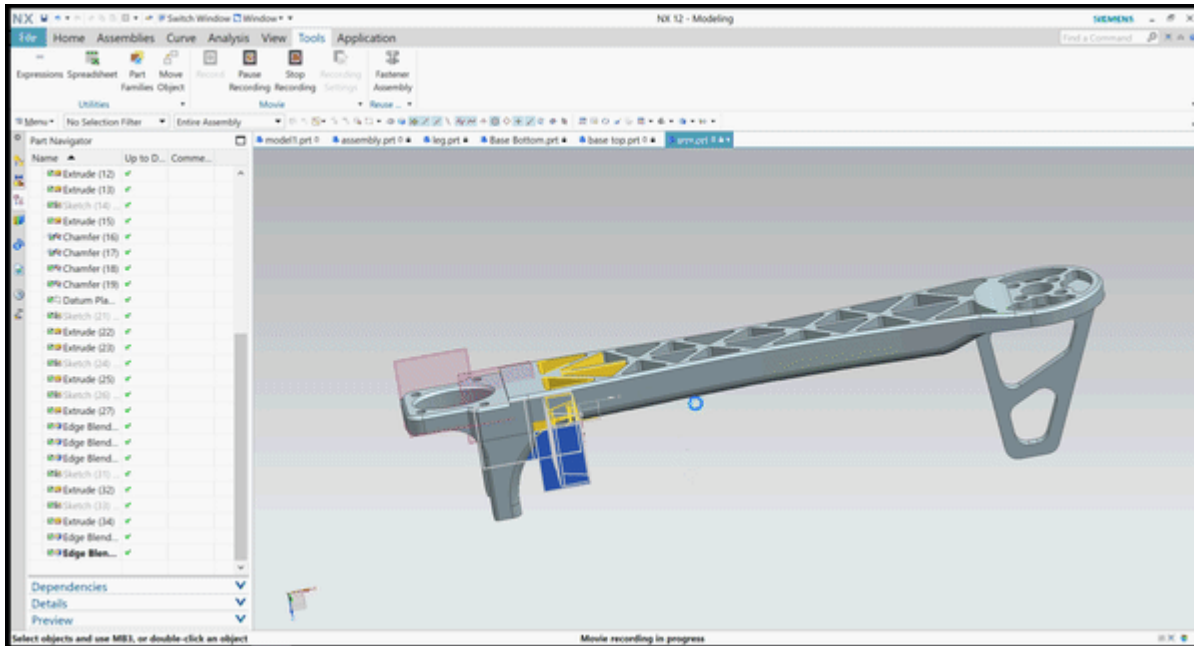 NX Switch Window Window NX 12 - Modeling SIEMENS
File Home Assemblies Curve Analysis View Tools Application Find a Command
Expressions Spreadsheet Part Families Move Object Record Pause Recording Stop Recording Recording Settings Fastener Assembly
Utilities Movie Reuse ...
Menu No Selection Filter Entire Assembly
Part Navigator model1.prt assembly.prt leg.prt Base Bottom.prt base top.prt
Name Up to D... Comme...
Extrude (12)
Extrude (13)
Sketch (14) ...
Extrude (15)
Chamfer (16)
Chamfer (17)
Chamfer (18)
Chamfer (19)
Datum Pla...
Sketch (21) ...
Extrude (22)
Extrude (23)
Sketch (24) ...
Extrude (25)
Sketch (26) ...
Extrude (27)
Edge Blend...
Edge Blend...
Edge Blend...
Sketch (31) ...
Extrude (32)
Sketch (33) ...
Extrude (34)
Edge Blend...
Edge Blen...
Dependencies
Details
Preview
Select objects and use MB3, or double-click an object Movie recording in progress